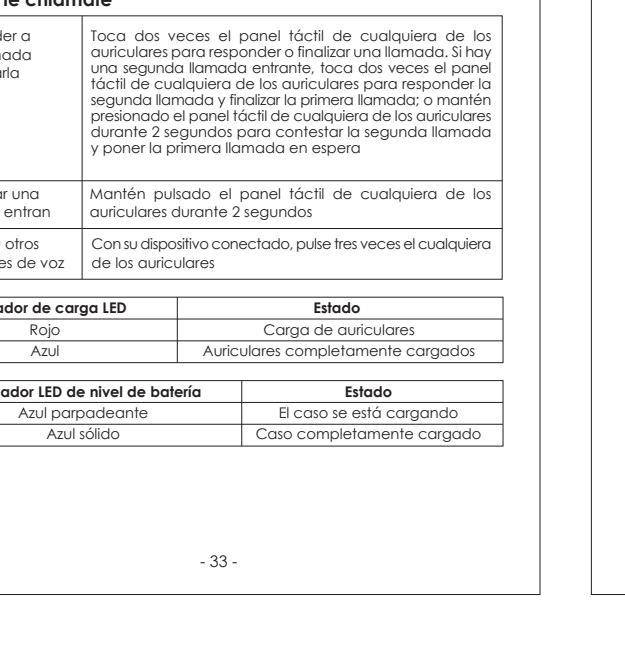 Toca dos veces el panel táctil de cualquiera de los
auriculares para responder o finalizar una llamada. Si hay
una segunda llamada entrante, toca dos veces el panel
táctil de cualquiera de los auriculares para responder la
segunda llamada y finalizar la primera llamada; o mantén
presionado el panel táctil de cualquiera de los auriculares
durante 2 segundos para contestar la segunda llamada
y poner la primera llamada en espera
ar una
entran
Mantén pulsado el panel táctil de cualquiera de los
auriculares durante 2 segundos
otros
es de voz
Con su dispositivo conectado, pulse tres veces el cualquiera
de los auriculares
ador de carga LED Estado
Rojo Carga de auriculares
Azul Auriculares completamente cargados
ador LED de nivel de batería Estado
Azul parpadeante El caso se está cargando
Azul sólido Caso completamente cargado
- 33 -